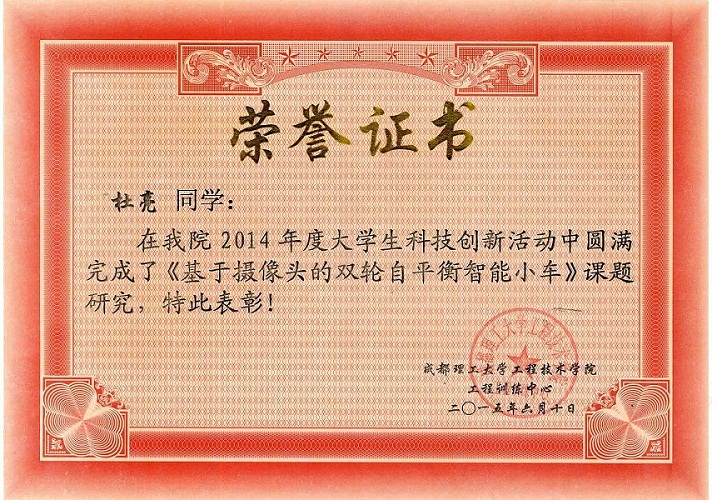 荣誉证书
杜亮 同学：
在我院2014年度大学生科技创新活动中圆满
完成了《基于摄像头的双轮自平衡智能小车》课题
研究，特此表彰！
成都理工大学工程技术学院
工程训练中心
二〇一五年六月十日